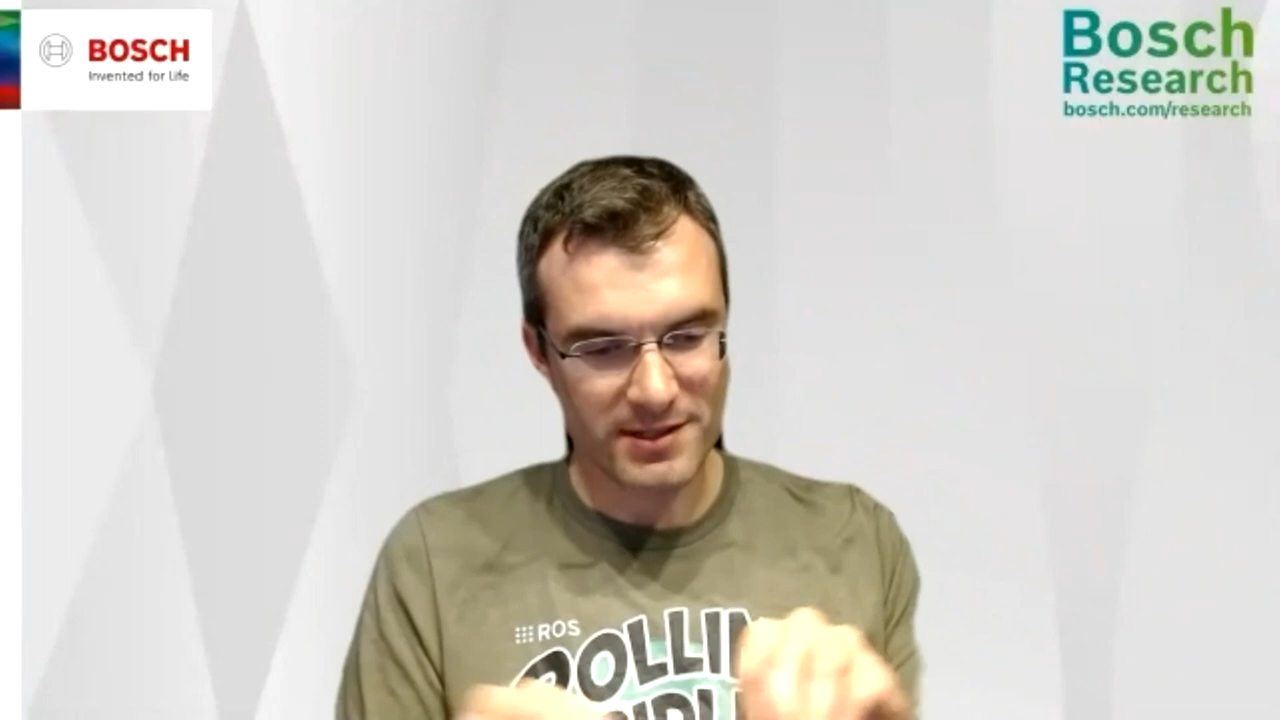 BOSCH
Invented for Life
Bosch
Research
bosch.com/research
ROS